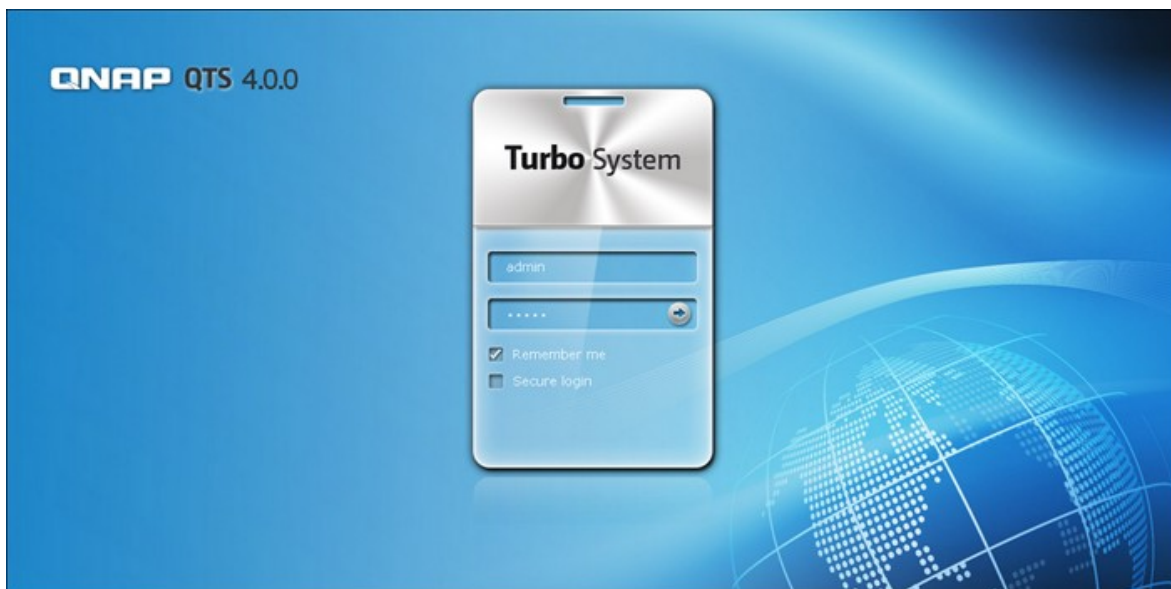 QNAP QTS 4.0.0
Turbo System
admin
•••••
Remember me
Secure login